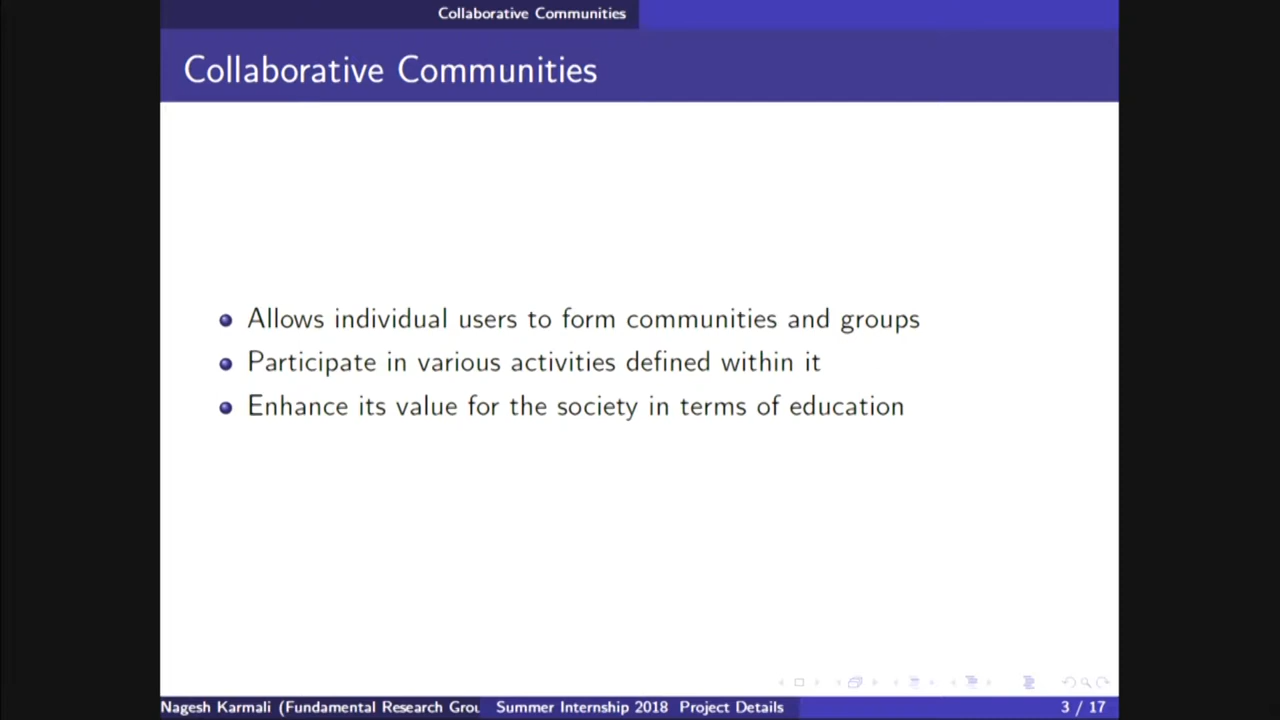 Collaborative Communities
Collaborative Communities
Allows individual users to form communities and groups
Participate in various activities defined within it
Enhance its value for the society in terms of education
Nagesh Karmali (Fundamental Research Grou Summer Internship 2018 Project Details 3 / 17